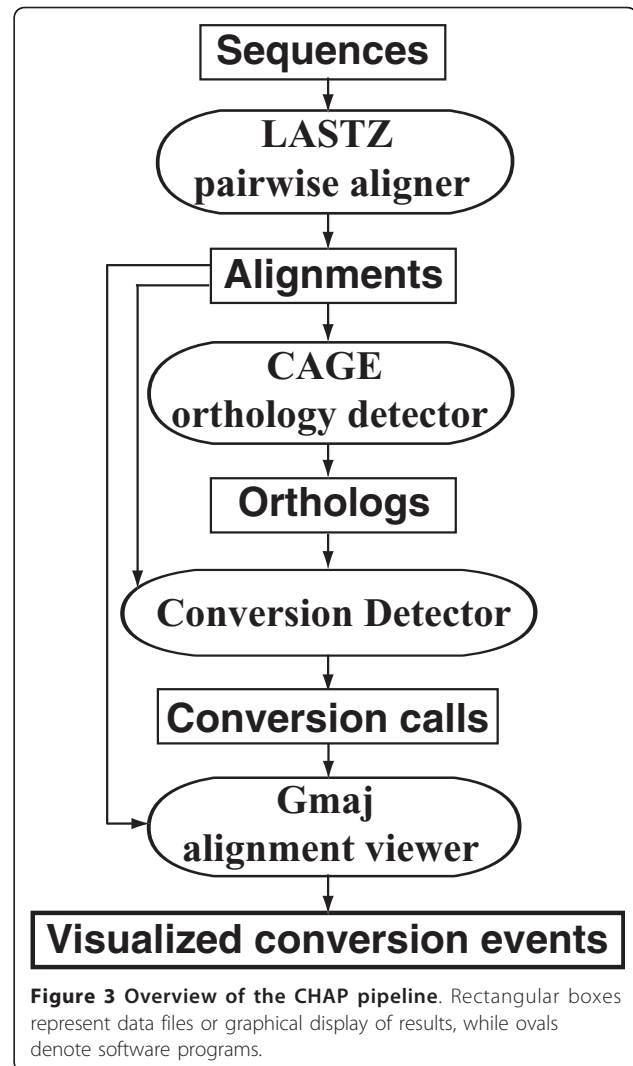 Sequences
LASTZ
pairwise aligner
Alignments
CAGE
orthology detector
Orthologs
Conversion Detector
Conversion calls
Gmaj
alignment viewer
Visualized conversion events
Figure 3 Overview of the CHAP pipeline. Rectangular boxes
represent data files or graphical display of results, while ovals
denote software programs.